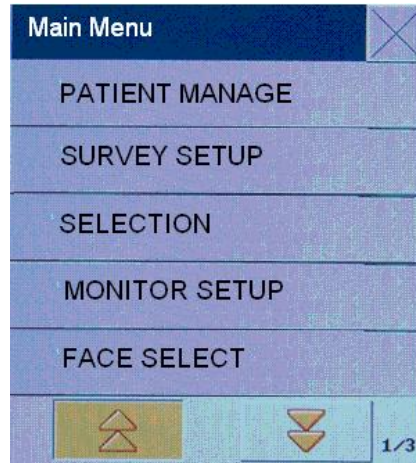 Main Menu
PATIENT MANAGE
SURVEY SETUP
SELECTION
MONITOR SETUP
FACE SELECT
1/3